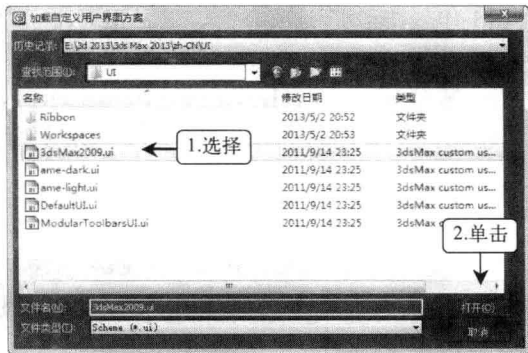 加载自定义用户界面方案
历史记录: E:\3d 2013\3ds Max 2013\zh-CN\UI
查找范围(I): UI
名称 修改日期 类型
Ribbon 2013/5/2 20:52 文件夹
Workspaces 2013/5/2 20:53 文件夹
3dsMax2009.ui 2011/9/14 23:25 3dsMax custom us...
1.选择
ame-dark.ui 2011/9/14 23:25 3dsMax custom us...
ame-light.ui 2011/9/14 23:25 3dsMax custom us...
DefaultUI.ui 2011/9/14 23:25 3dsMax custom us...
ModularToolbarsUI.ui 2011/9/14 23:25 3dsMax
2.单击
文件名(N): 3dsMax2009.ui 打开(O)
文件类型(T): Scheme (*.ui) 取消